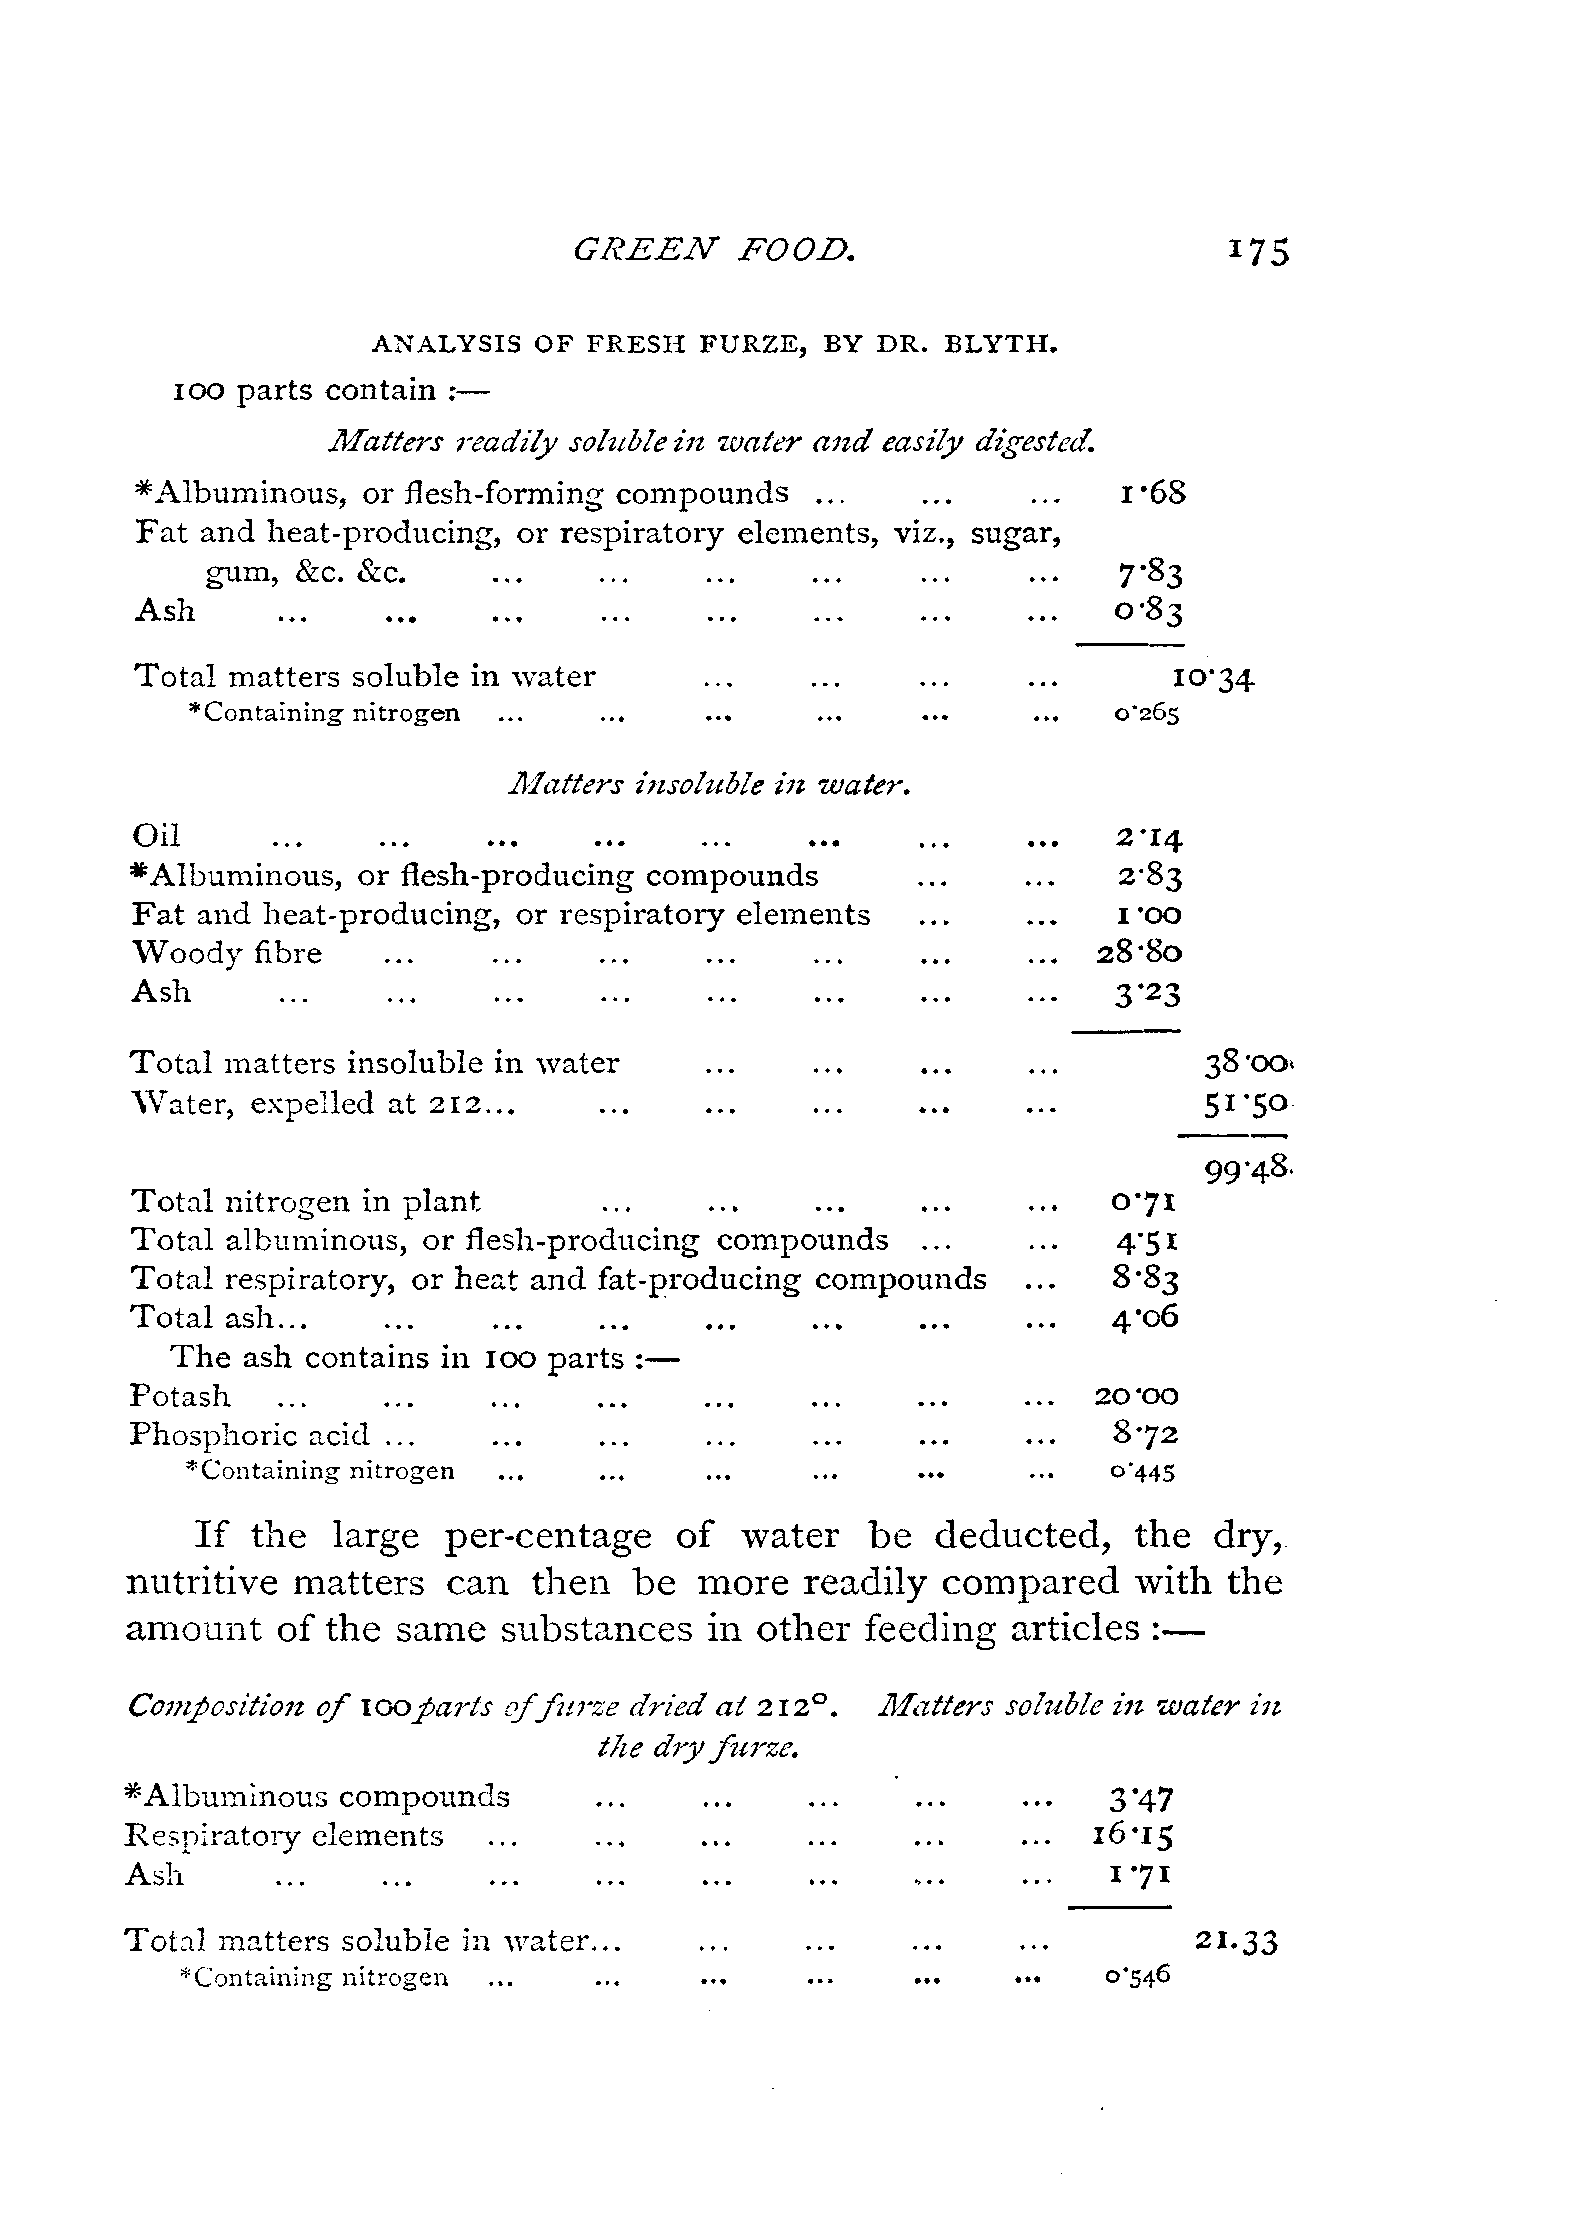 GREEN FOOD. 175
ANALYSIS OF FRESH FURZE, BY DR. BLYTH.
100 parts contain :—
Matters readily soluble in water and easily digested.
*Albuminous, or flesh-forming compounds ... ... ... 1·68
Fat and heat-producing, or respiratory elements, viz., sugar,
gum, &c. &c. ... ... ... ... ... ... 7·83
Ash ... ... ... ... ... ... ... ... 0·83
Total matters soluble in water ... ... ... ... 10·34
*Containing nitrogen ... ... ... ... ... ... 0·265
Matters insoluble in water.
Oil ... ... ... ... ... ... ... ... 2·14
*Albuminous, or flesh-producing compounds ... ... 2·83
Fat and heat-producing, or respiratory elements ... ... 1·00
Woody fibre ... ... ... ... ... ... ... 28·80
Ash ... ... ... ... ... ... ... ... 3·23
Total matters insoluble in water ... ... ... ... 38·00
Water, expelled at 212... ... ... ... ... ... 51·50
99·48
Total nitrogen in plant ... ... ... ... ... 0·71
Total albuminous, or flesh-producing compounds ... ... 4·51
Total respiratory, or heat and fat-producing compounds ... 8·83
Total ash... ... ... ... ... ... ... ... 4·06
The ash contains in 100 parts :—
Potash ... ... ... ... ... ... ... ... 20·00
Phosphoric acid ... ... ... ... ... ... ... 8·72
*Containing nitrogen ... ... ... ... ... ... 0·445
If the large per-centage of water be deducted, the dry,
nutritive matters can then be more readily compared with the
amount of the same substances in other feeding articles :—
Composition of 100 parts of furze dried at 212°. Matters soluble in water in
the dry furze.
*Albuminous compounds ... ... ... ... ... 3·47
Respiratory elements ... ... ... ... ... ... 16·15
Ash ... ... ... ... ... ... ... ... 1·71
Total matters soluble in water... ... ... ... ... 21.33
*Containing nitrogen ... ... ... ... ... ... 0·546